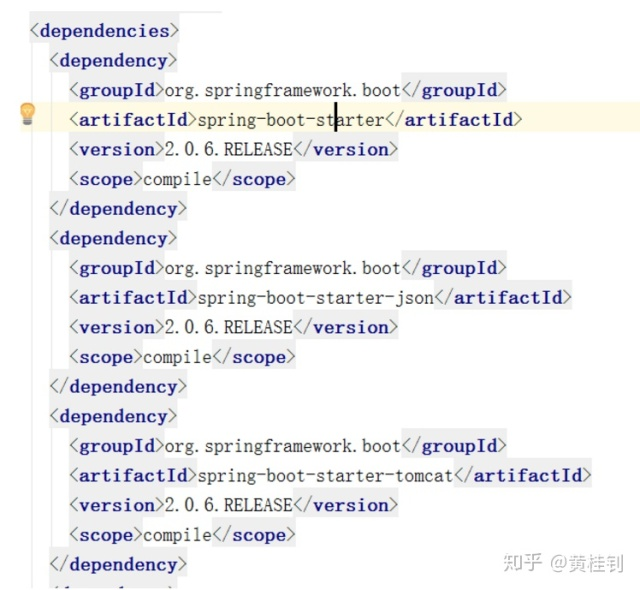 <dependencies>
<dependency>
<groupId>org.springframework.boot</groupId>
<artifactId>spring-boot-starter</artifactId>
<version>2.0.6.RELEASE</version>
<scope>compile</scope>
</dependency>
<dependency>
<groupId>org.springframework.boot</groupId>
<artifactId>spring-boot-starter-json</artifactId>
<version>2.0.6.RELEASE</version>
<scope>compile</scope>
</dependency>
<dependency>
<groupId>org.springframework.boot</groupId>
<artifactId>spring-boot-starter-tomcat</artifactId>
<version>2.0.6.RELEASE</version>
<scope>compile</scope>
</dependency>
知乎 @黄桂钊